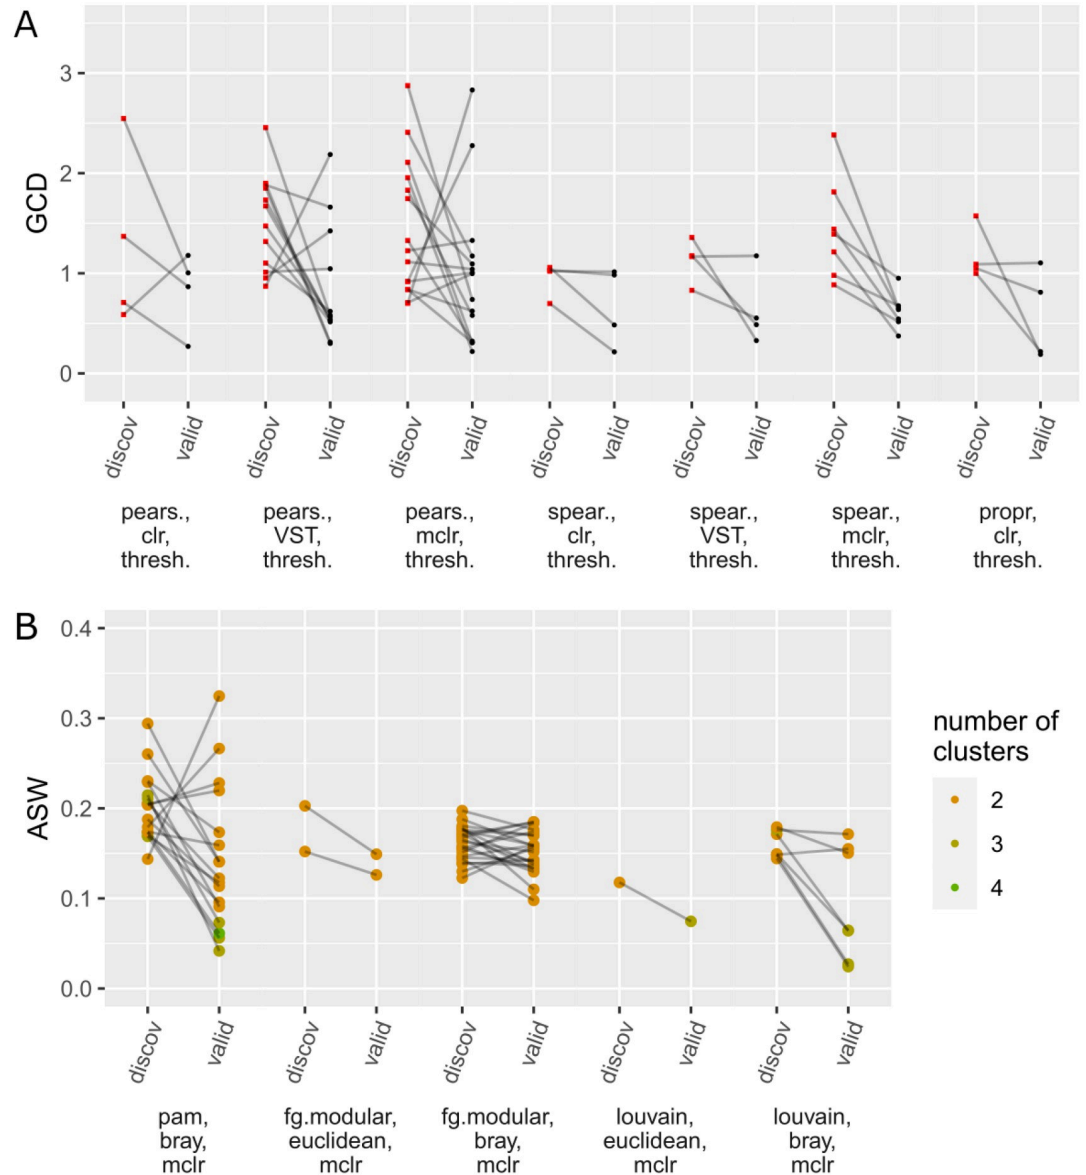 A
3
2
1
0
GCD
discov valid discov valid discov valid discov valid discov valid discov valid discov valid
pears., pears., pears., spear., spear., spear., propr,
clr, VST, mclr, clr, VST, mclr, clr,
thresh. thresh. thresh. thresh. thresh. thresh. thresh.
B
0.4
0.3
0.2
0.1
0.0
ASW
number of
clusters
2
3
4
discov valid discov valid discov valid discov valid discov valid
pam, fg.modular, fg.modular, louvain, louvain,
bray, euclidean, bray, euclidean, bray,
mclr mclr mclr mclr mclr